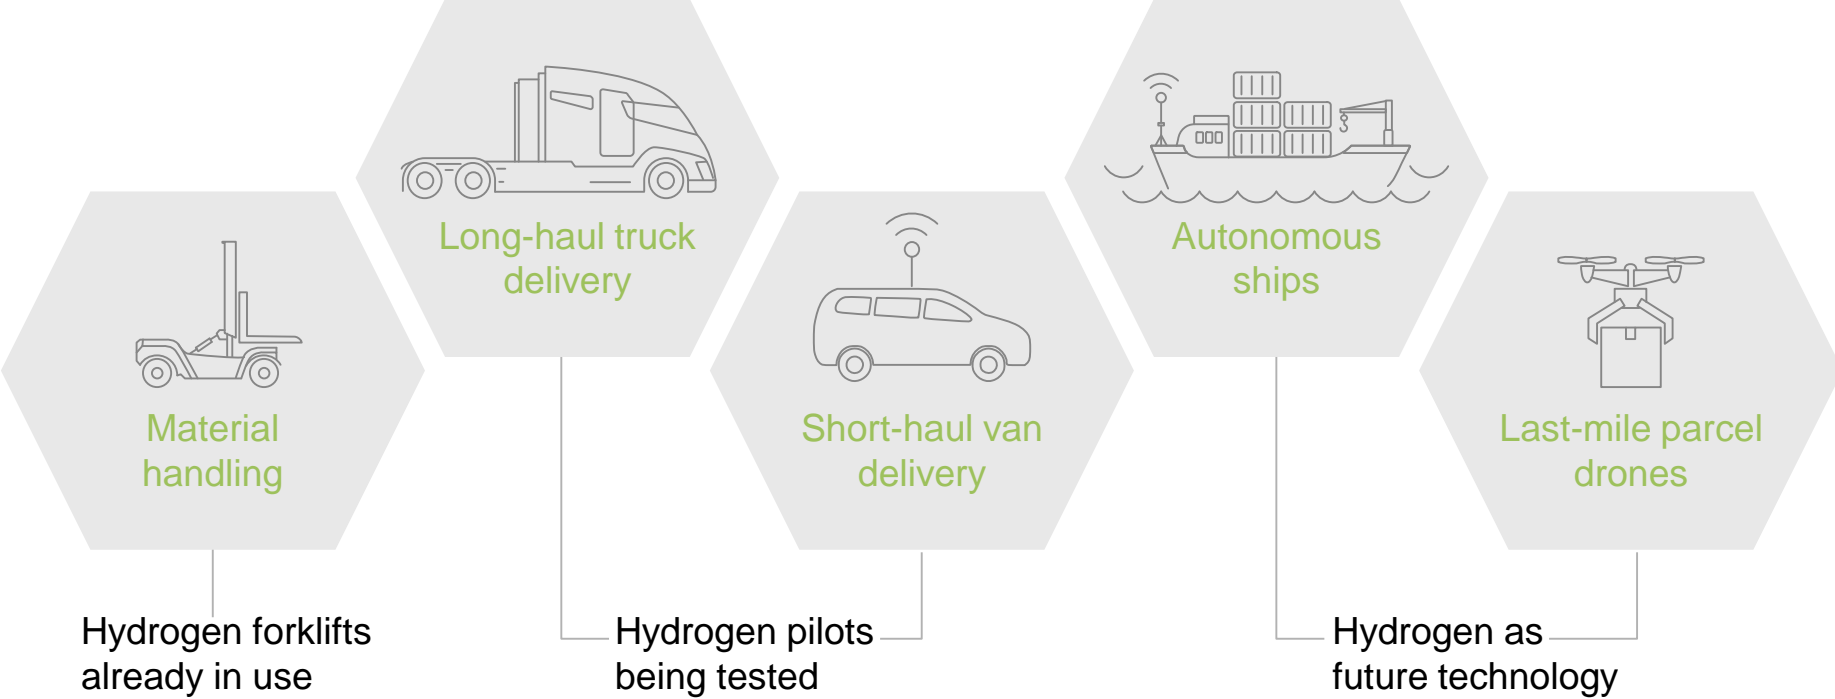 Long-haul truck
delivery
Autonomous
ships
Material
handling
Short-haul van
delivery
Last-mile parcel
drones
Hydrogen forklifts
already in use
Hydrogen pilots
being tested
Hydrogen as
future technology